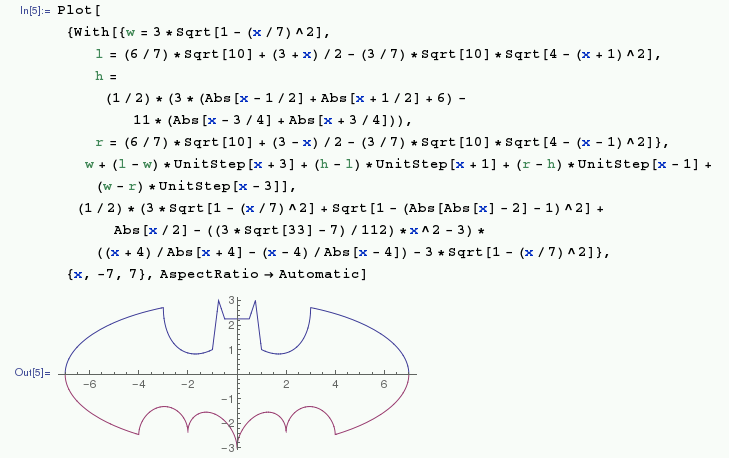 In[5]:= Plot[
{With[{w = 3 * Sqrt[1 - (x / 7) ^2],
l = (6 / 7) * Sqrt[10] + (3 + x) / 2 - (3 / 7) * Sqrt[10] * Sqrt[4 - (x + 1) ^2],
h =
(1 / 2) * (3 * (Abs[x - 1 / 2] + Abs[x + 1 / 2] + 6) -
11 * (Abs[x - 3 / 4] + Abs[x + 3 / 4])),
r = (6 / 7) * Sqrt[10] + (3 - x) / 2 - (3 / 7) * Sqrt[10] * Sqrt[4 - (x - 1) ^2]},
w + (l - w) * UnitStep[x + 3] + (h - l) * UnitStep[x + 1] + (r - h) * UnitStep[x - 1] +
(w - r) * UnitStep[x - 3]],
(1 / 2) * (3 * Sqrt[1 - (x / 7) ^2] + Sqrt[1 - (Abs[Abs[x] - 2] - 1) ^2] +
Abs[x / 2] - ((3 * Sqrt[33] - 7) / 112) * x^2 - 3) *
((x + 4) / Abs[x + 4] - (x - 4) / Abs[x - 4]) - 3 * Sqrt[1 - (x / 7) ^2]},
{x, -7, 7}, AspectRatio → Automatic]
3
2
1
Out[5]=
-6 -4 -2 2 4 6
-1
-2
-3